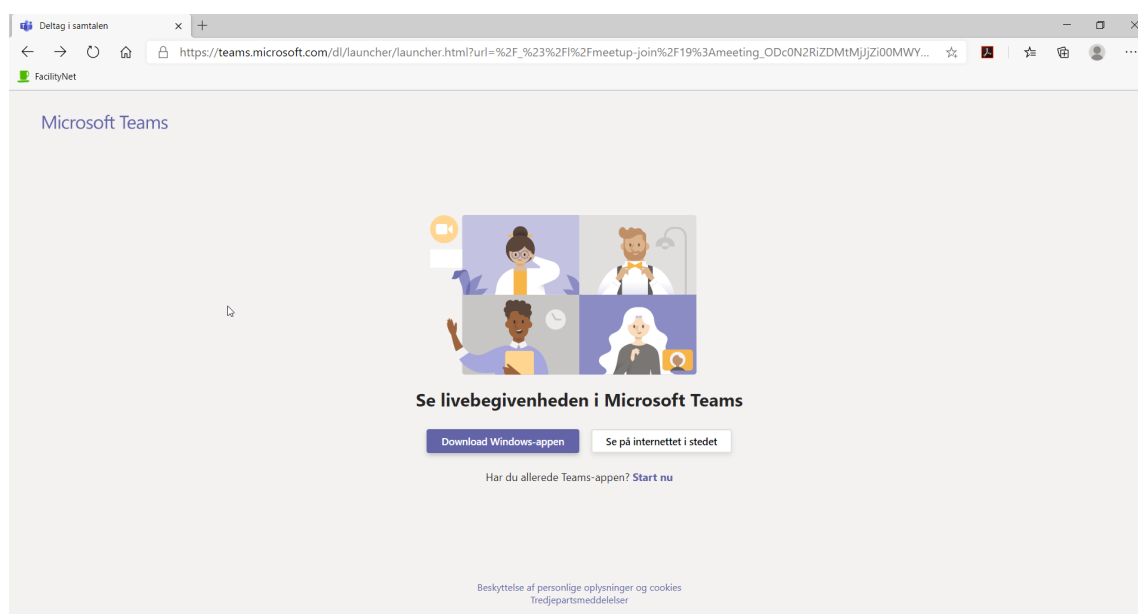 Deltag i samtalen
https://teams.microsoft.com/dl/launcher/launcher.html?url=%2F_%23%2Fl%2Fmeetup-join%2F19%3Ameeting_ODc0N2RiZDMtMjJjZi00MWY...
FacilityNet
Microsoft Teams
Se livebegivenheden i Microsoft Teams
Download Windows-appen Se på internettet i stedet
Har du allerede Teams-appen? Start nu
Beskyttelse af personlige oplysninger og cookies
Tredjepartsmeddelelser